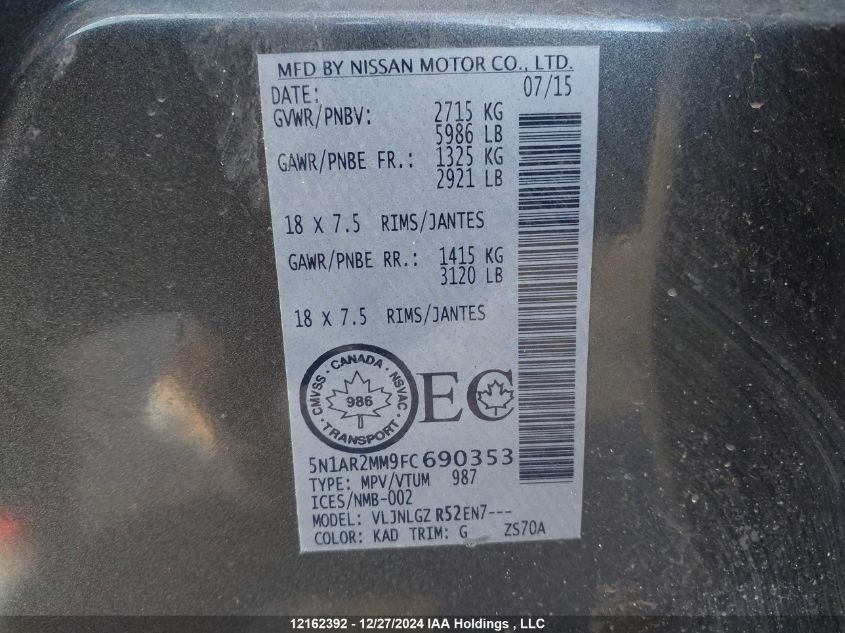 MFD BY NISSAN MOTOR CO., LTD.
DATE: 07/15
GVWR/PNBV: 2715 KG
5986 LB
GAWR/PNBE FR.: 1325 KG
2921 LB
18 X 7.5 RIMS/JANTES
GAWR/PNBE RR.: 1415 KG
3120 LB
18 X 7.5 RIMS/JANTES
CANADA · NSVAC · TRANSPORT · CMVSS ·
986
EC
5N1AR2MM9FC690353
TYPE: MPV/VTUM 987
ICES/NMB-002
MODEL: VLJNLGZ R52EN7---
COLOR: KAD TRIM: G ZS70A
12162392 - 12/27/2024 IAA Holdings , LLC